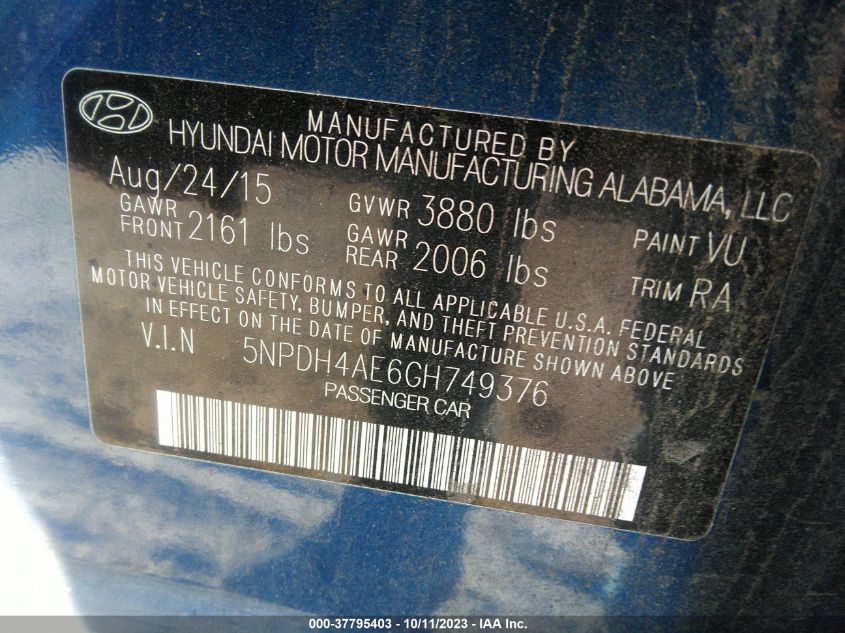 MANUFACTURED BY
HYUNDAI MOTOR MANUFACTURING ALABAMA, LLC
Aug/24/15 GVWR 3880 lbs PAINT VU
GAWR FRONT 2161 lbs GAWR REAR 2006 lbs TRIM RA
THIS VEHICLE CONFORMS TO ALL APPLICABLE U.S.A. FEDERAL
MOTOR VEHICLE SAFETY, BUMPER, AND THEFT PREVENTION STANDARDS
IN EFFECT ON THE DATE OF MANUFACTURE SHOWN ABOVE
V.I.N 5NPDH4AE6GH749376
PASSENGER CAR
000-37795403 - 10/11/2023 - IAA Inc.